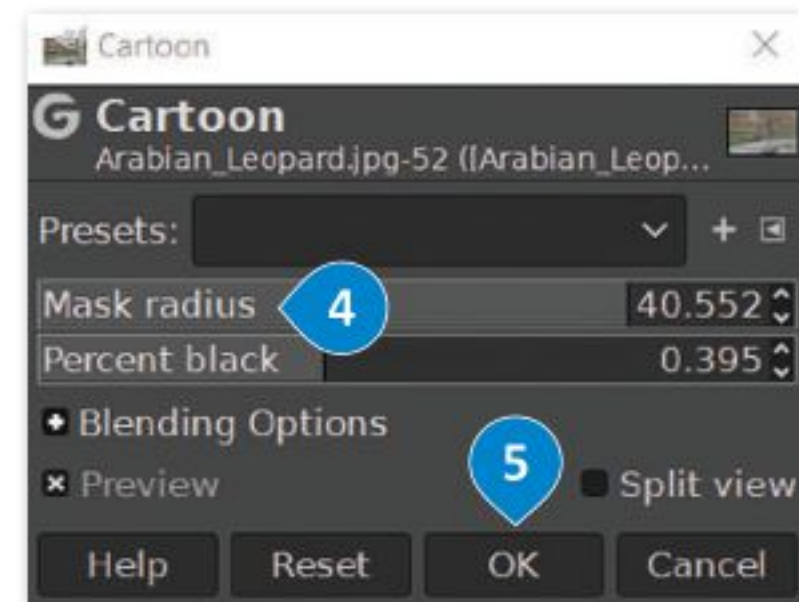 Cartoon
Cartoon
Arabian_Leopard.jpg-52 ([Arabian_Leop...
Presets:
Mask radius 4 40.552
Percent black 0.395
Blending Options
5
Preview Split view
Help Reset OK Cancel